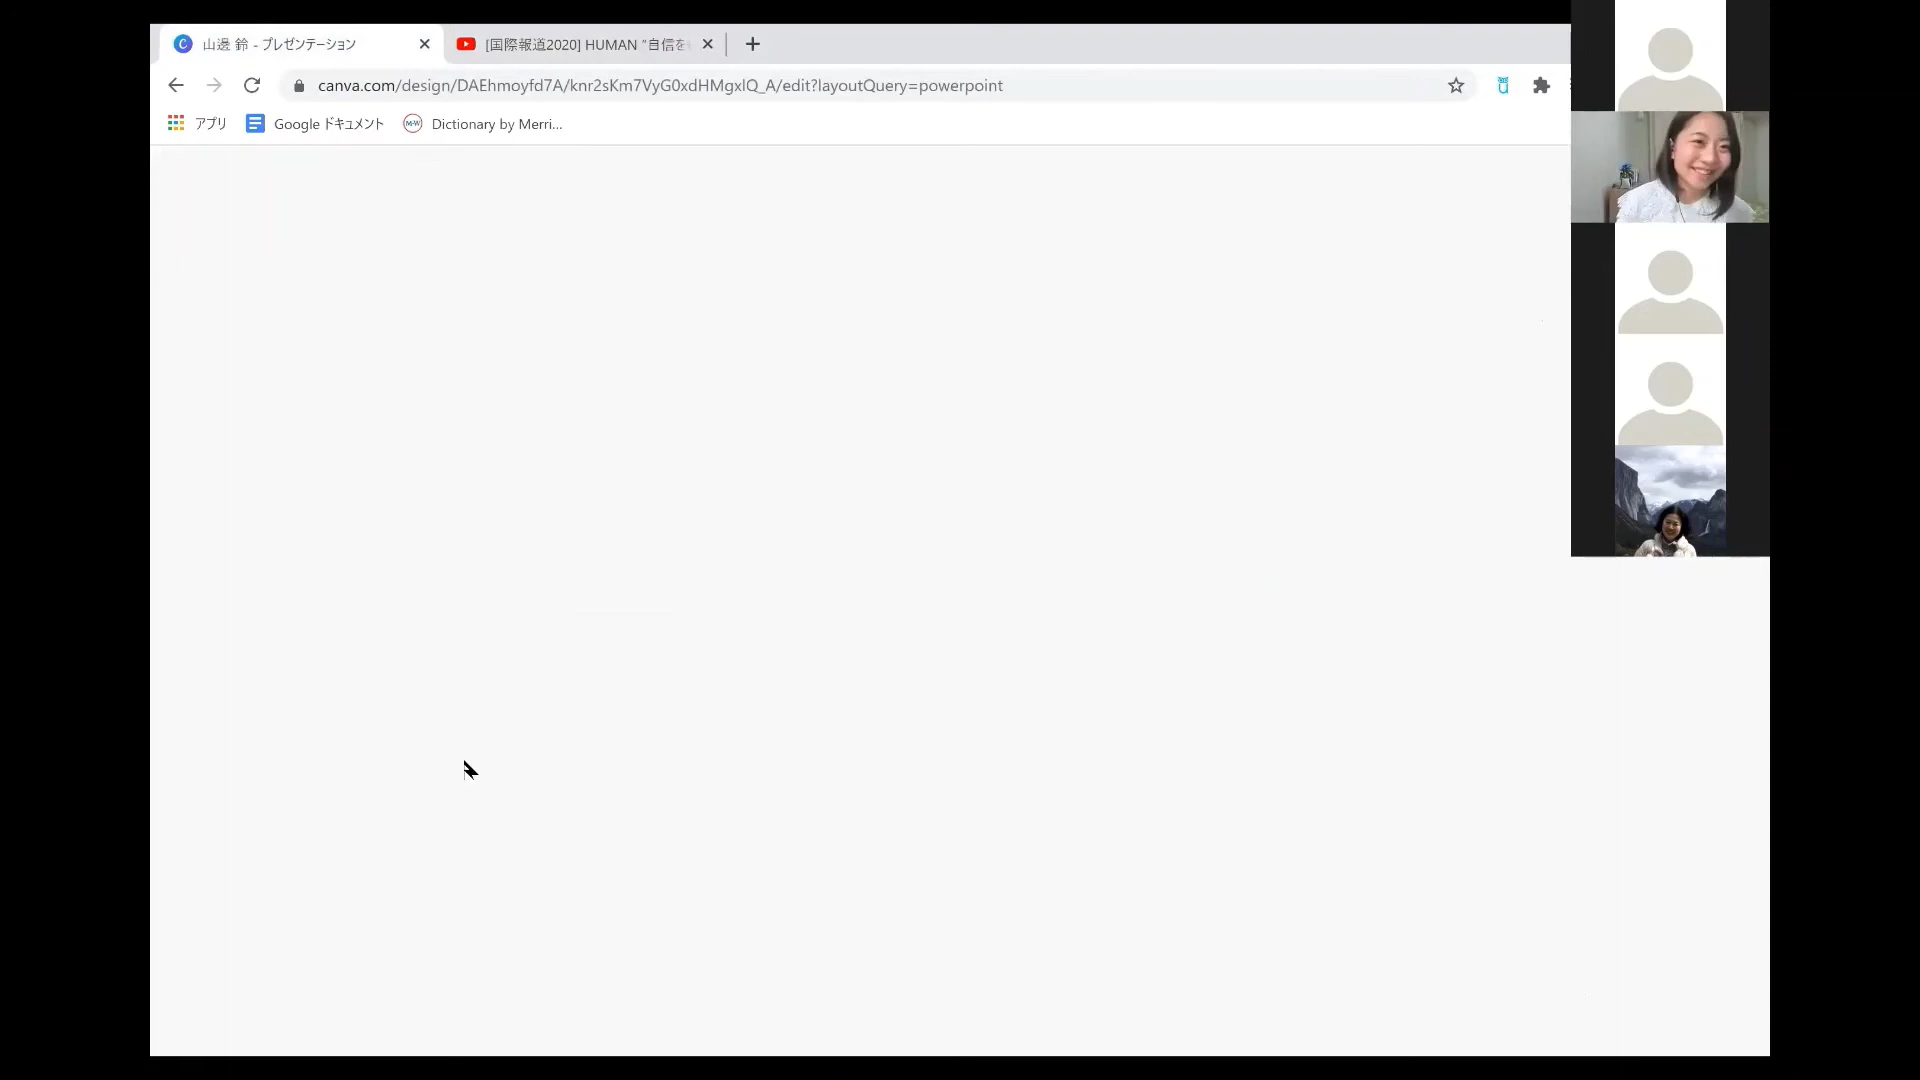 山邊 鈴 - プレゼンテーション
[国際報道2020] HUMAN “自信を
canva.com/design/DAEhmoyfd7A/knr2sKm7VyG0xdHMgxlQ_A/edit?layoutQuery=powerpoint
アプリ
Google ドキュメント
Dictionary by Merri...